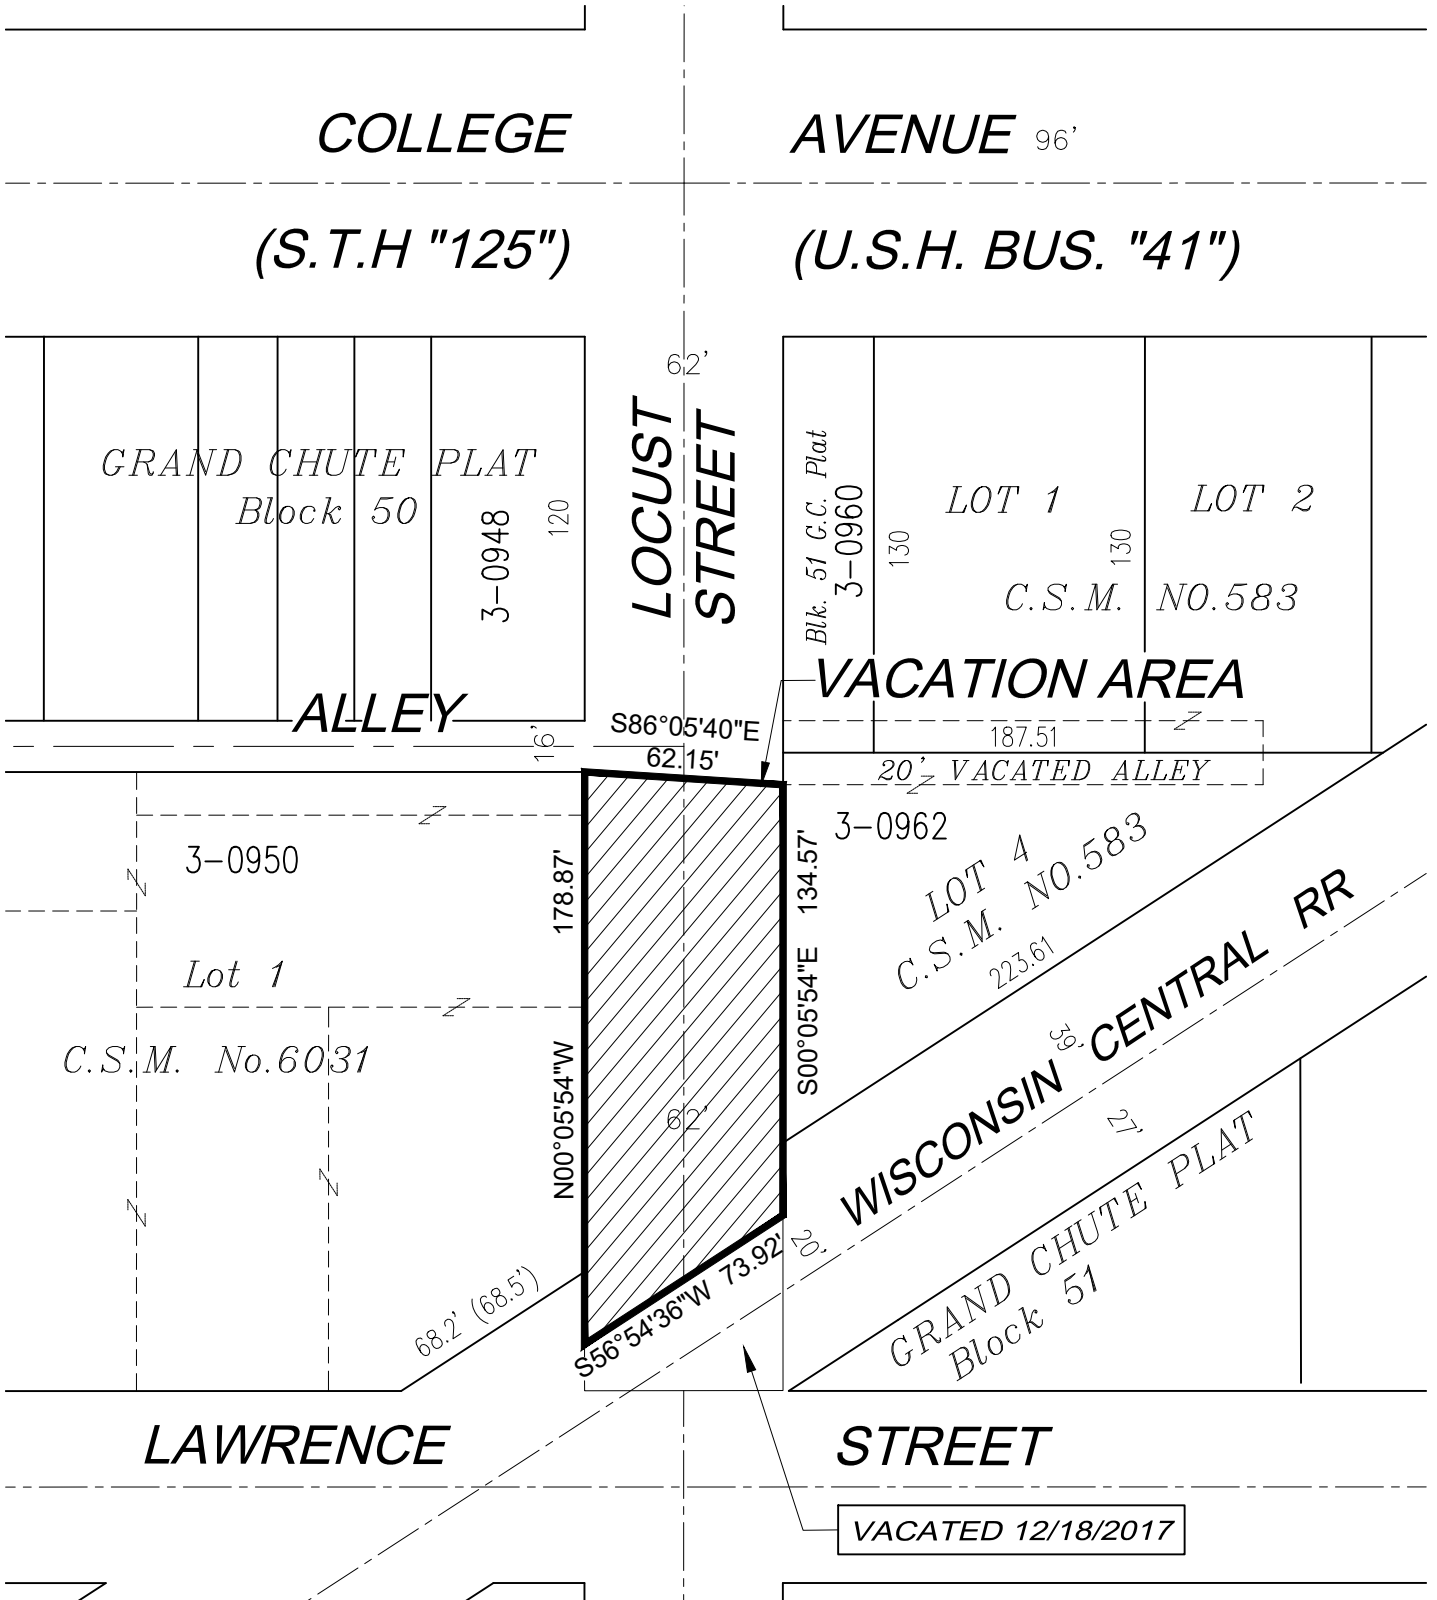 COLLEGE AVENUE 96'
(S.T.H "125") (U.S.H. BUS. "41")
62'
LOCUST
STREET
GRAND CHUTE PLAT
Block 50
3-0948
120
Blk. 51 G.C. Plat
3-0960
130
LOT 1
130
LOT 2
C.S.M. NO.583
VACATION AREA
ALLEY
16'
S86°05'40"E
62.15'
187.51
20' VACATED ALLEY
3-0950
178.87'
134.57'
3-0962
LOT 4
C.S.M. NO.583
223.61
Lot 1
C.S.M. No.6031
N00°05'54"W
S00°05'54"E
62'
WISCONSIN CENTRAL RR
39'
27'
20'
68.2' (68.5')
S56°54'36"W 73.92'
GRAND CHUTE PLAT
Block 51
LAWRENCE STREET
VACATED 12/18/2017